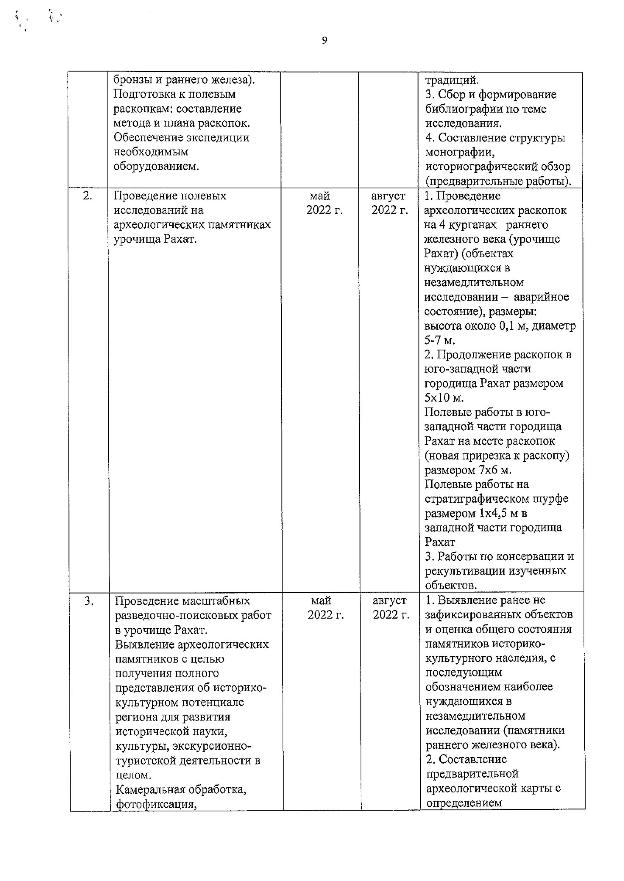 9
бронзы и раннего железа).
Подготовка к полевым
раскопкам: составление
метода и плана раскопок.
Обеспечение экспедиции
необходимым
оборудованием.
традиций.
3. Сбор и формирование
библиографии по теме
исследования.
4. Составление структуры
монографии,
историографический обзор
(предварительные работы).
2.
Проведение полевых
исследований на
археологических памятниках
урочища Рахат.
май
2022 г.
август
2022 г.
1. Проведение
археологических раскопок
на 4 курганах раннего
железного века (урочище
Рахат) (объектах
нуждающихся в
незамедлительном
исследовании – аварийное
состояние), размеры:
высота около 0,1 м, диаметр
5-7 м.
2. Продолжение раскопок в
юго-западной части
городища Рахат размером
5х10 м.
Полевые работы в юго-
западной части городища
Рахат на месте раскопок
(новая прирезка к раскопу)
размером 7х6 м.
Полевые работы на
стратиграфическом шурфе
размером 1х4,5 м в
западной части городища
Рахат
3. Работы по консервации и
рекультивации изученных
объектов.
3.
Проведение масштабных
разведочно-поисковых работ
в урочище Рахат.
Выявление археологических
памятников с целью
получения полного
представления об историко-
культурном потенциале
региона для развития
исторической науки,
культуры, экскурсионно-
туристской деятельности в
целом.
Камеральная обработка,
фотофиксация,
май
2022 г.
август
2022 г.
1. Выявление ранее не
зафиксированных объектов
и оценка общего состояния
памятников историко-
культурного наследия, с
последующим
обозначением наиболее
нуждающихся в
незамедлительном
исследовании (памятники
раннего железного века).
2. Составление
предварительной
археологической карты с
определением